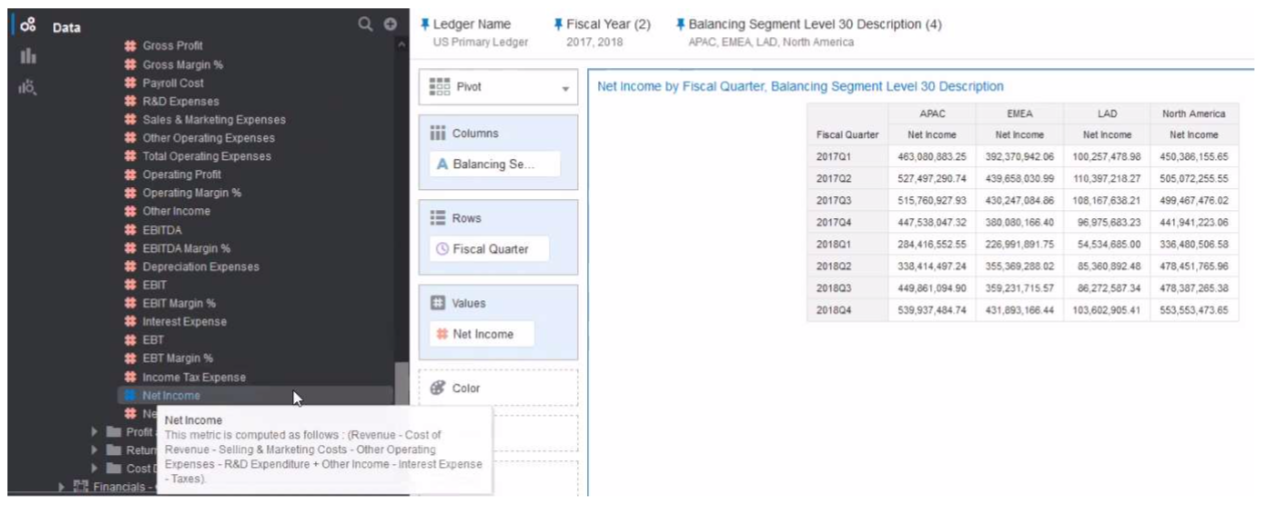 Data
Gross Profit
Gross Margin %
Payroll Cost
R&D Expenses
Sales & Marketing Expenses
Other Operating Expenses
Total Operating Expenses
Operating Profit
Operating Margin %
Other Income
EBITDA
EBITDA Margin %
Depreciation Expenses
EBIT
EBIT Margin %
Interest Expense
EBT
EBT Margin %
Income Tax Expense
Net Income
Ne
Profit
Return
Cost D
Financials -
Net Income
This metric is computed as follows : (Revenue - Cost of
Revenue - Selling & Marketing Costs - Other Operating
Expenses - R&D Expenditure + Other Income - Interest Expense
- Taxes).
Ledger Name Fiscal Year (2) Balancing Segment Level 30 Description (4)
US Primary Ledger 2017, 2018 APAC, EMEA, LAD, North America
Pivot
Columns
A Balancing Se...
Rows
Fiscal Quarter
Values
Net Income
Color
Net Income by Fiscal Quarter, Balancing Segment Level 30 Description
APAC EMEA LAD North America
Fiscal Quarter Net Income Net Income Net Income Net Income
2017Q1 463,080,883.25 392,370,942.06 100,257,478.98 450,386,155.65
2017Q2 527,497,290.74 439,658,030.99 110,397,218.27 505,072,255.55
2017Q3 515,760,927.93 430,247,084.86 108,167,638.21 499,467,476.02
2017Q4 447,538,047.32 380,080,166.40 96,975,683.23 441,941,223.06
2018Q1 284,416,552.55 226,991,891.75 54,534,685.00 336,480,506.58
2018Q2 338,414,497.24 355,369,288.02 85,360,892.48 478,451,765.96
2018Q3 449,861,094.90 359,231,715.57 86,272,587.34 478,387,265.38
2018Q4 539,937,484.74 431,893,166.44 103,602,905.41 553,553,473.65